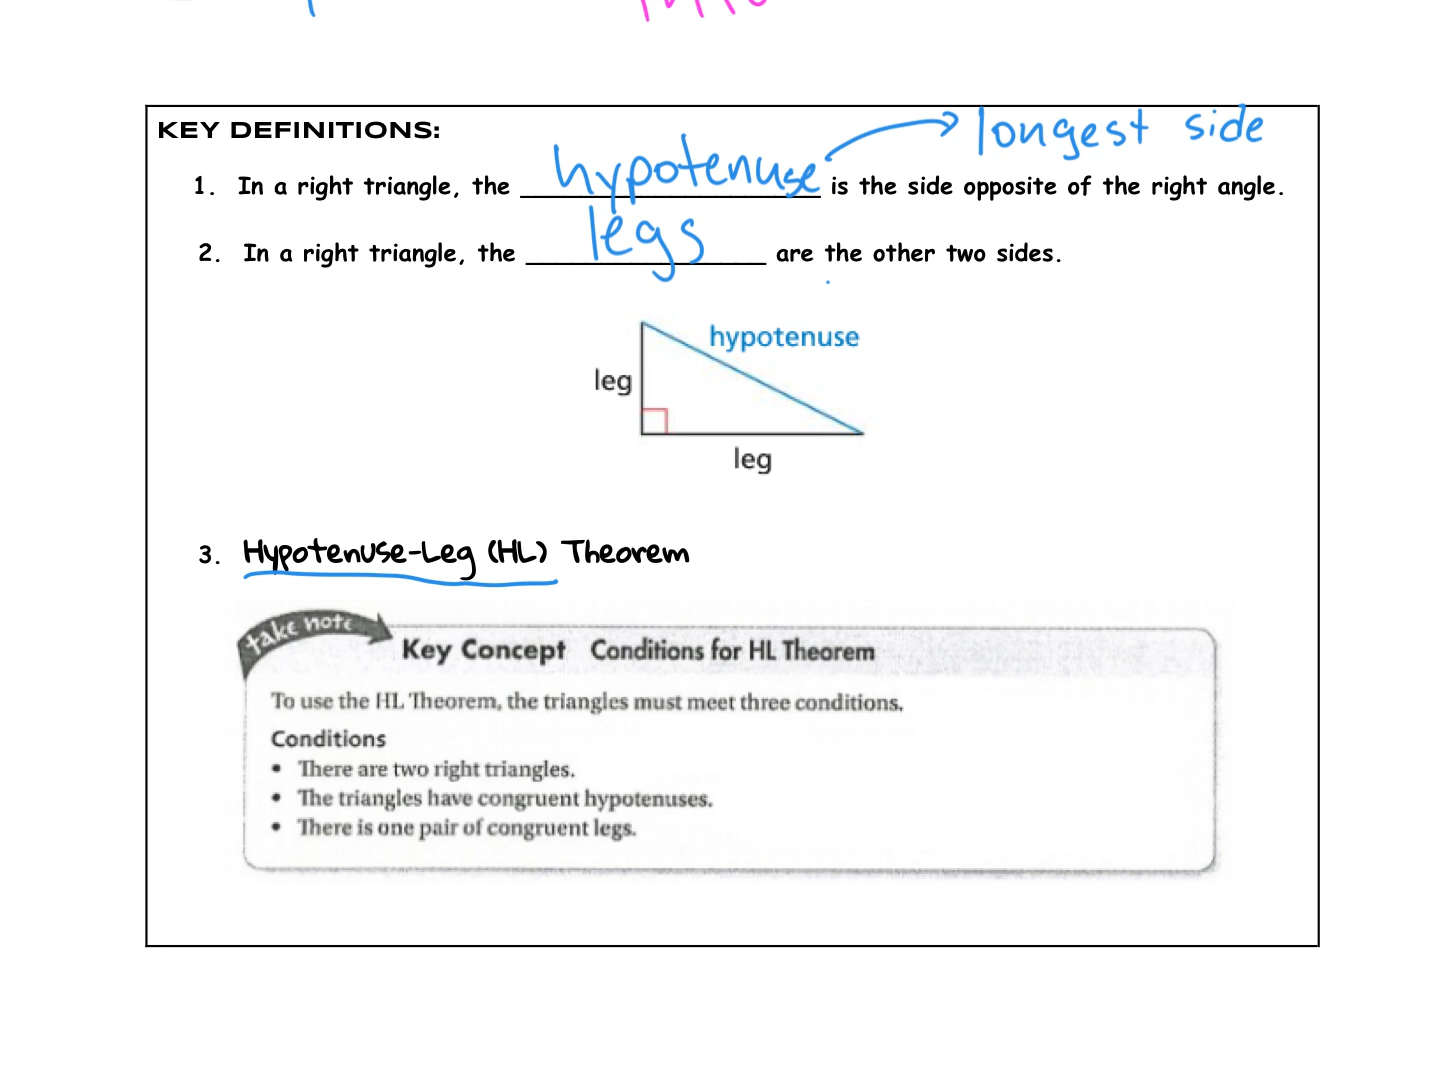 KEY DEFINITIONS:
longest side
1. In a right triangle, the hypotenuse is the side opposite of the right angle.
2. In a right triangle, the legs are the other two sides.
hypotenuse
leg
leg
3. Hypotenuse-Leg (HL) Theorem
take note
Key Concept Conditions for HL Theorem
To use the HL Theorem, the triangles must meet three conditions.
Conditions
• There are two right triangles.
• The triangles have congruent hypotenuses.
• There is one pair of congruent legs.